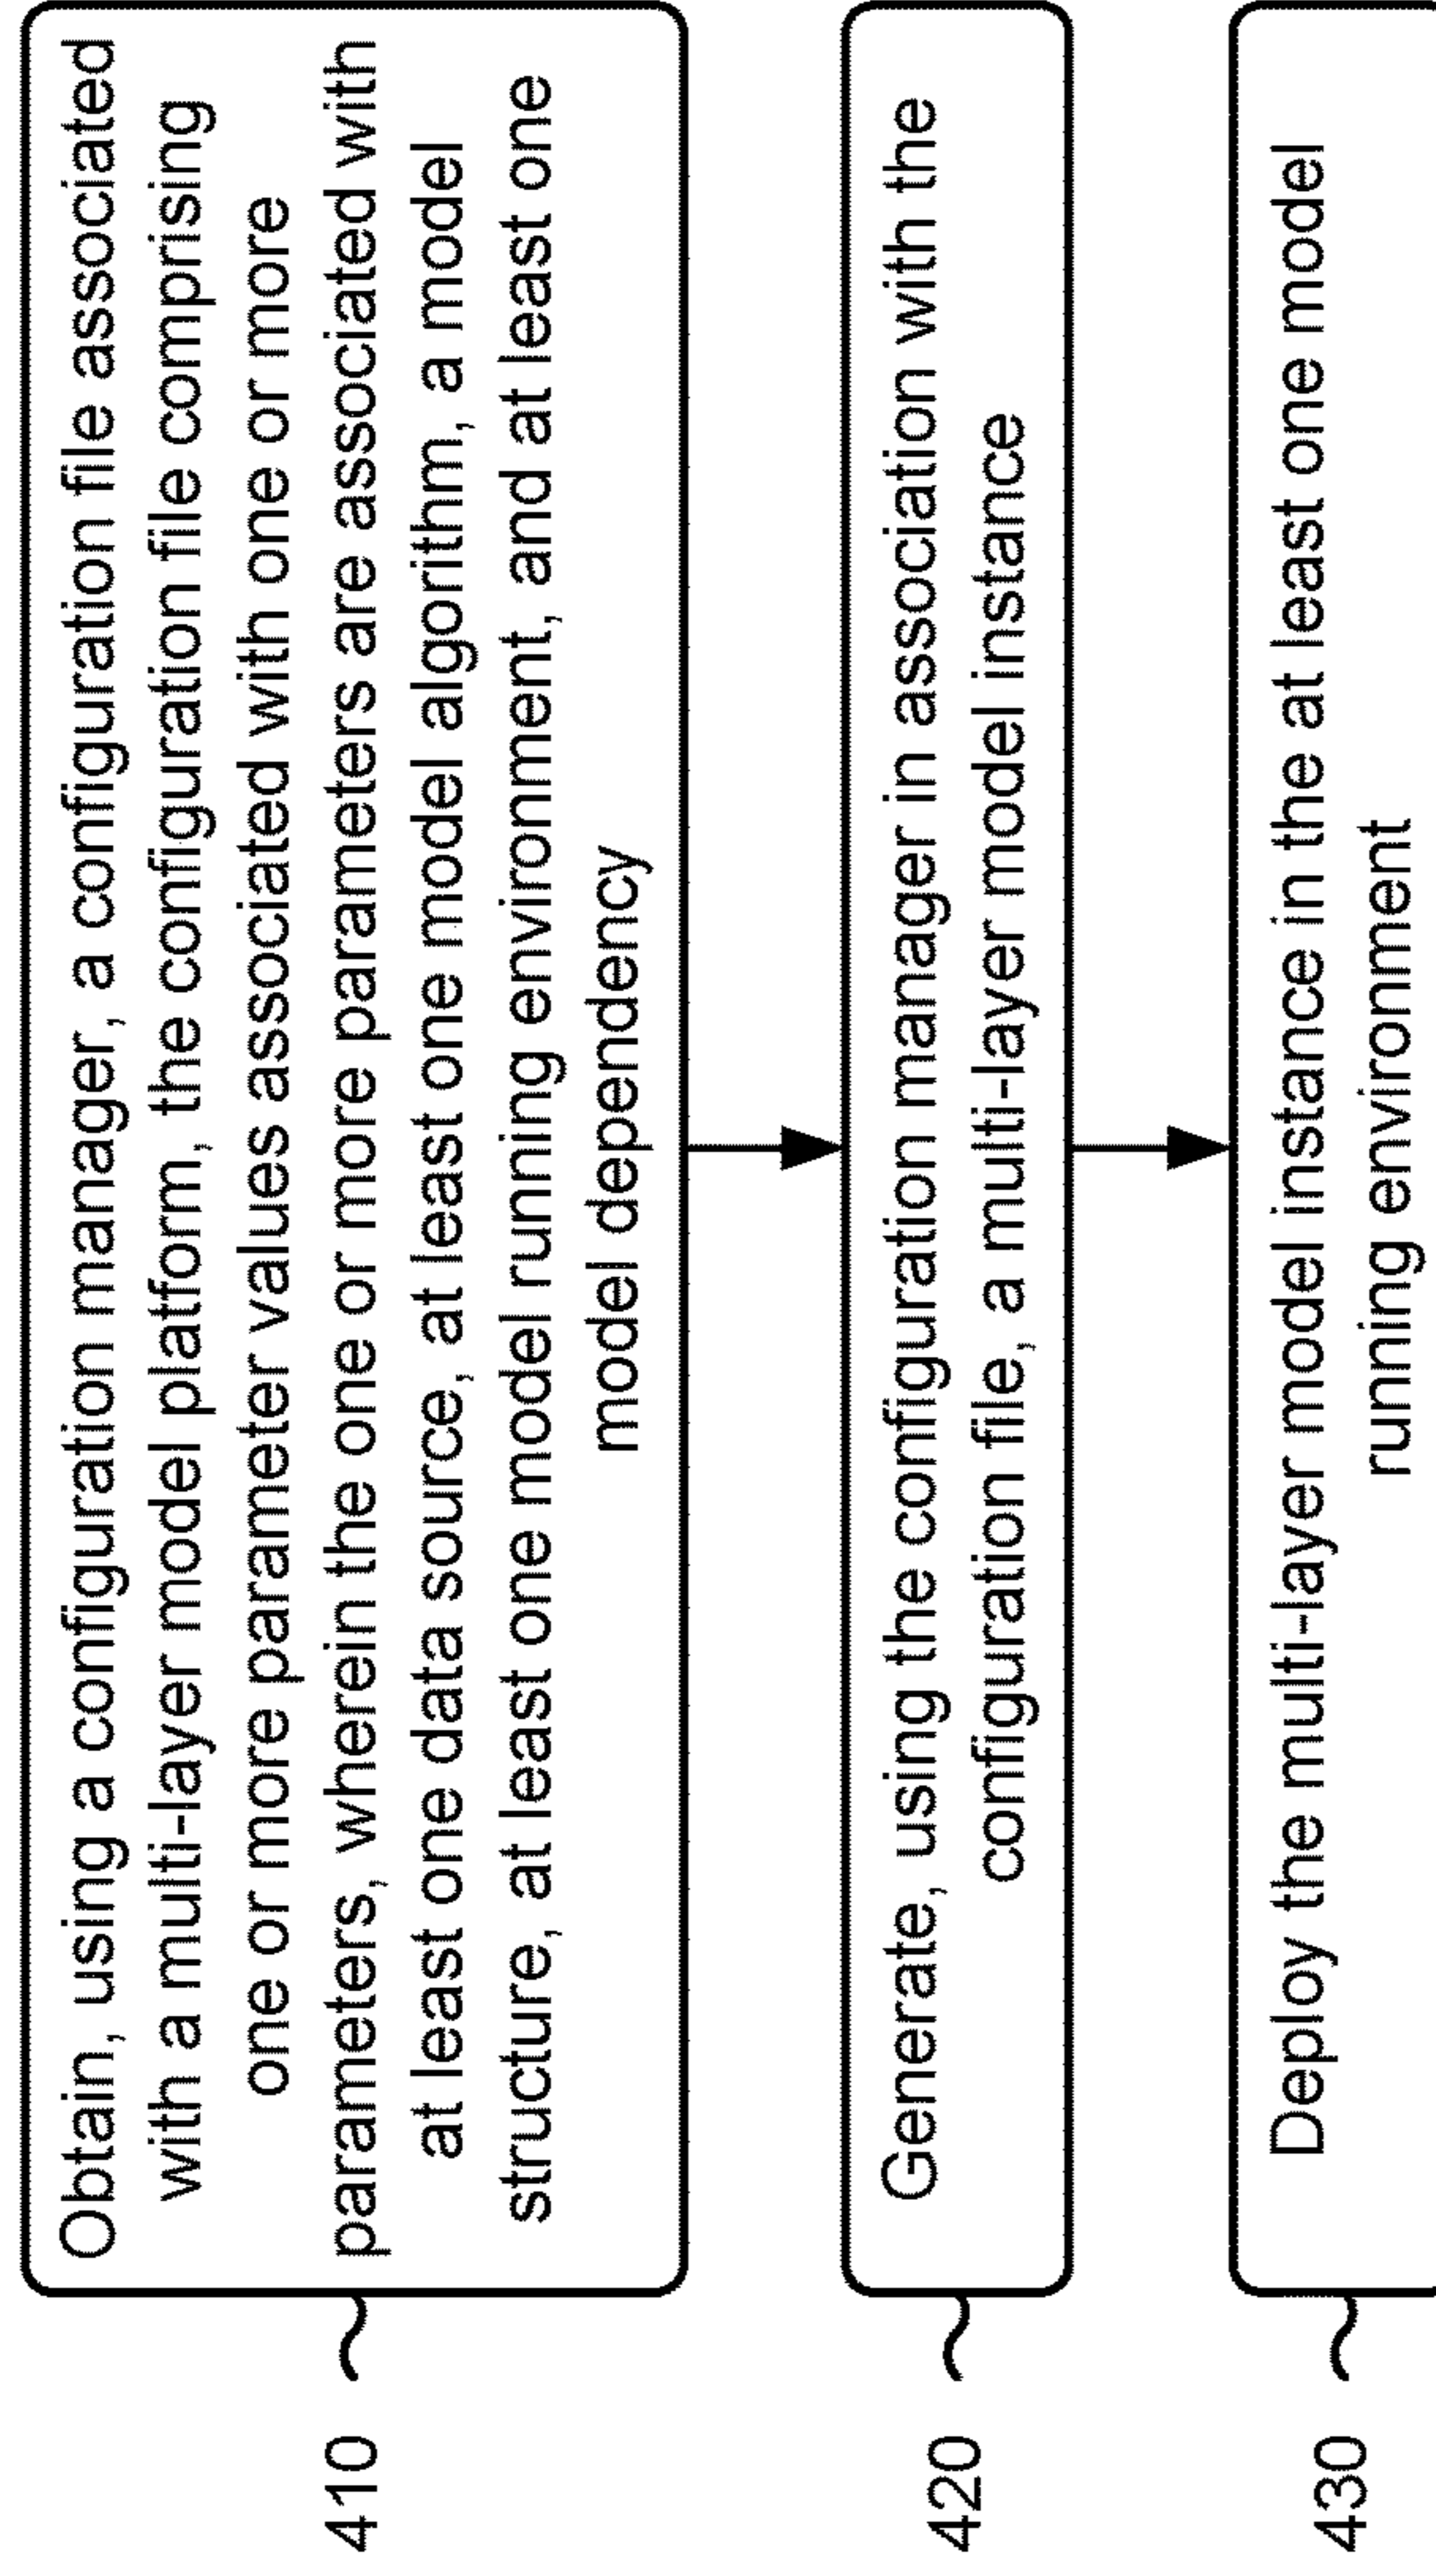 Obtain, using a configuration manager, a configuration file associated
with a multi-layer model platform, the configuration file comprising
one or more parameter values associated with one or more
parameters, wherein the one or more parameters are associated with
at least one data source, at least one model algorithm, a model
structure, at least one model running environment, and at least one
model dependency
410
Generate, using the configuration manager in association with the
configuration file, a multi-layer model instance
420
Deploy the multi-layer model instance in the at least one model
running environment
430